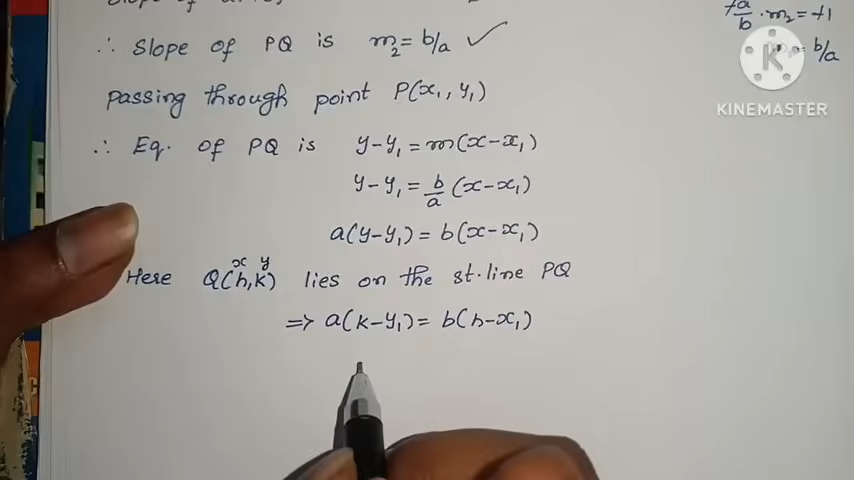 ∴ Slope of PQ is m₂ = b/a ✓
passing through point P(x₁, y₁)
∴ Eq. of PQ is y-y₁ = m(x-x₁)
y-y₁ = b/a (x-x₁)
a(y-y₁) = b(x-x₁)
x y
Here Q(h,k) lies on the st.line PQ
⇒ a(k-y₁) = b(h-x₁)
+a/b · m₂ = +1
b/a
KINEMASTER